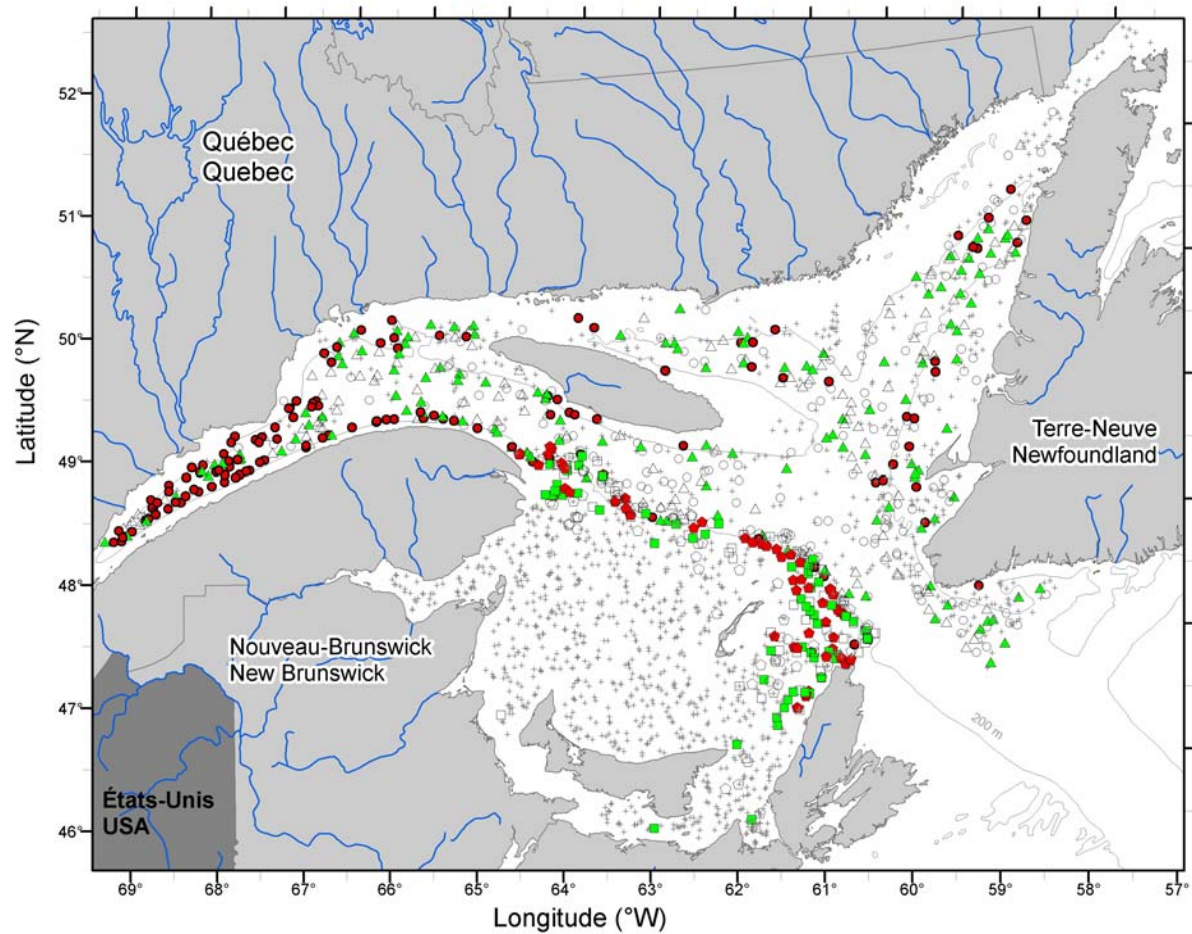 52°
Québec
Quebec
51°
50°
Latitude (°N)
Terre-Neuve
Newfoundland
49°
48°
Nouveau-Brunswick
New Brunswick
47°
200 m
États-Unis
USA
46°
69° 68° 67° 66° 65° 64° 63° 62° 61° 60° 59° 58° 57°
Longitude (°W)